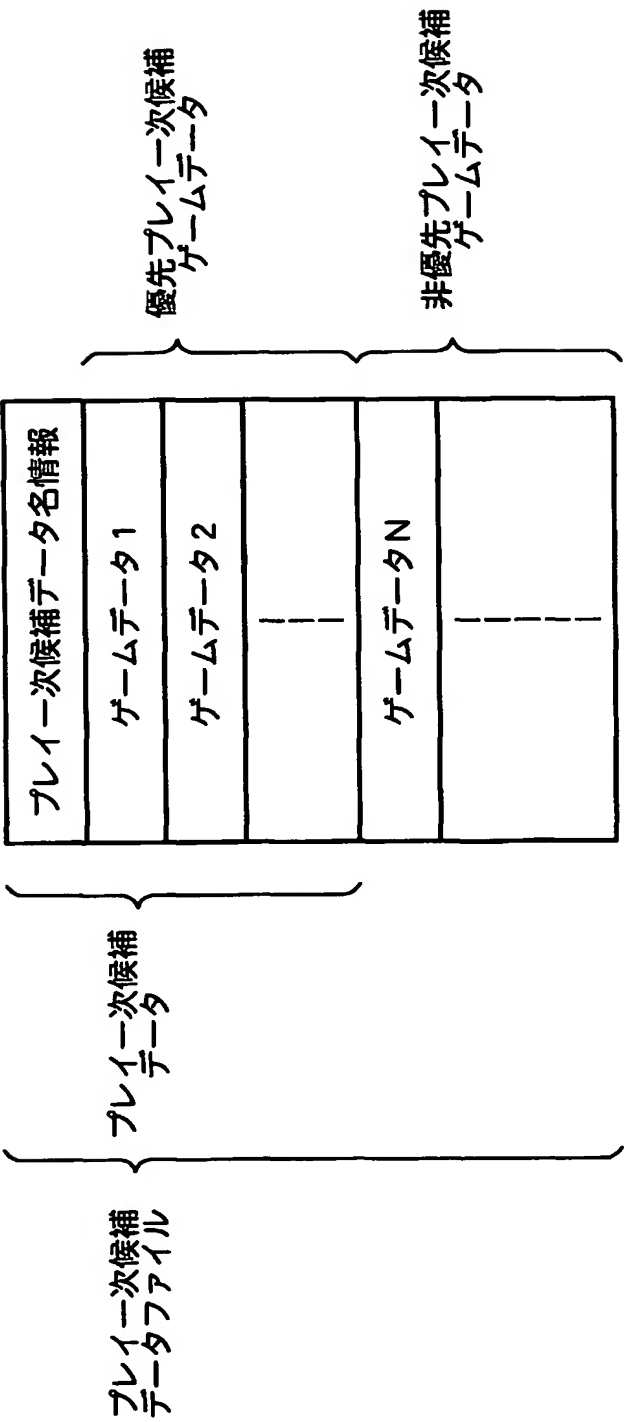 プレイ一次候補
データファイル
プレイ一次候補
データ
プレイ一次候補データ名情報
ゲームデータ1
ゲームデータ2
ゲームデータN
優先プレイ一次候補
ゲームデータ
非優先プレイ一次候補
ゲームデータ